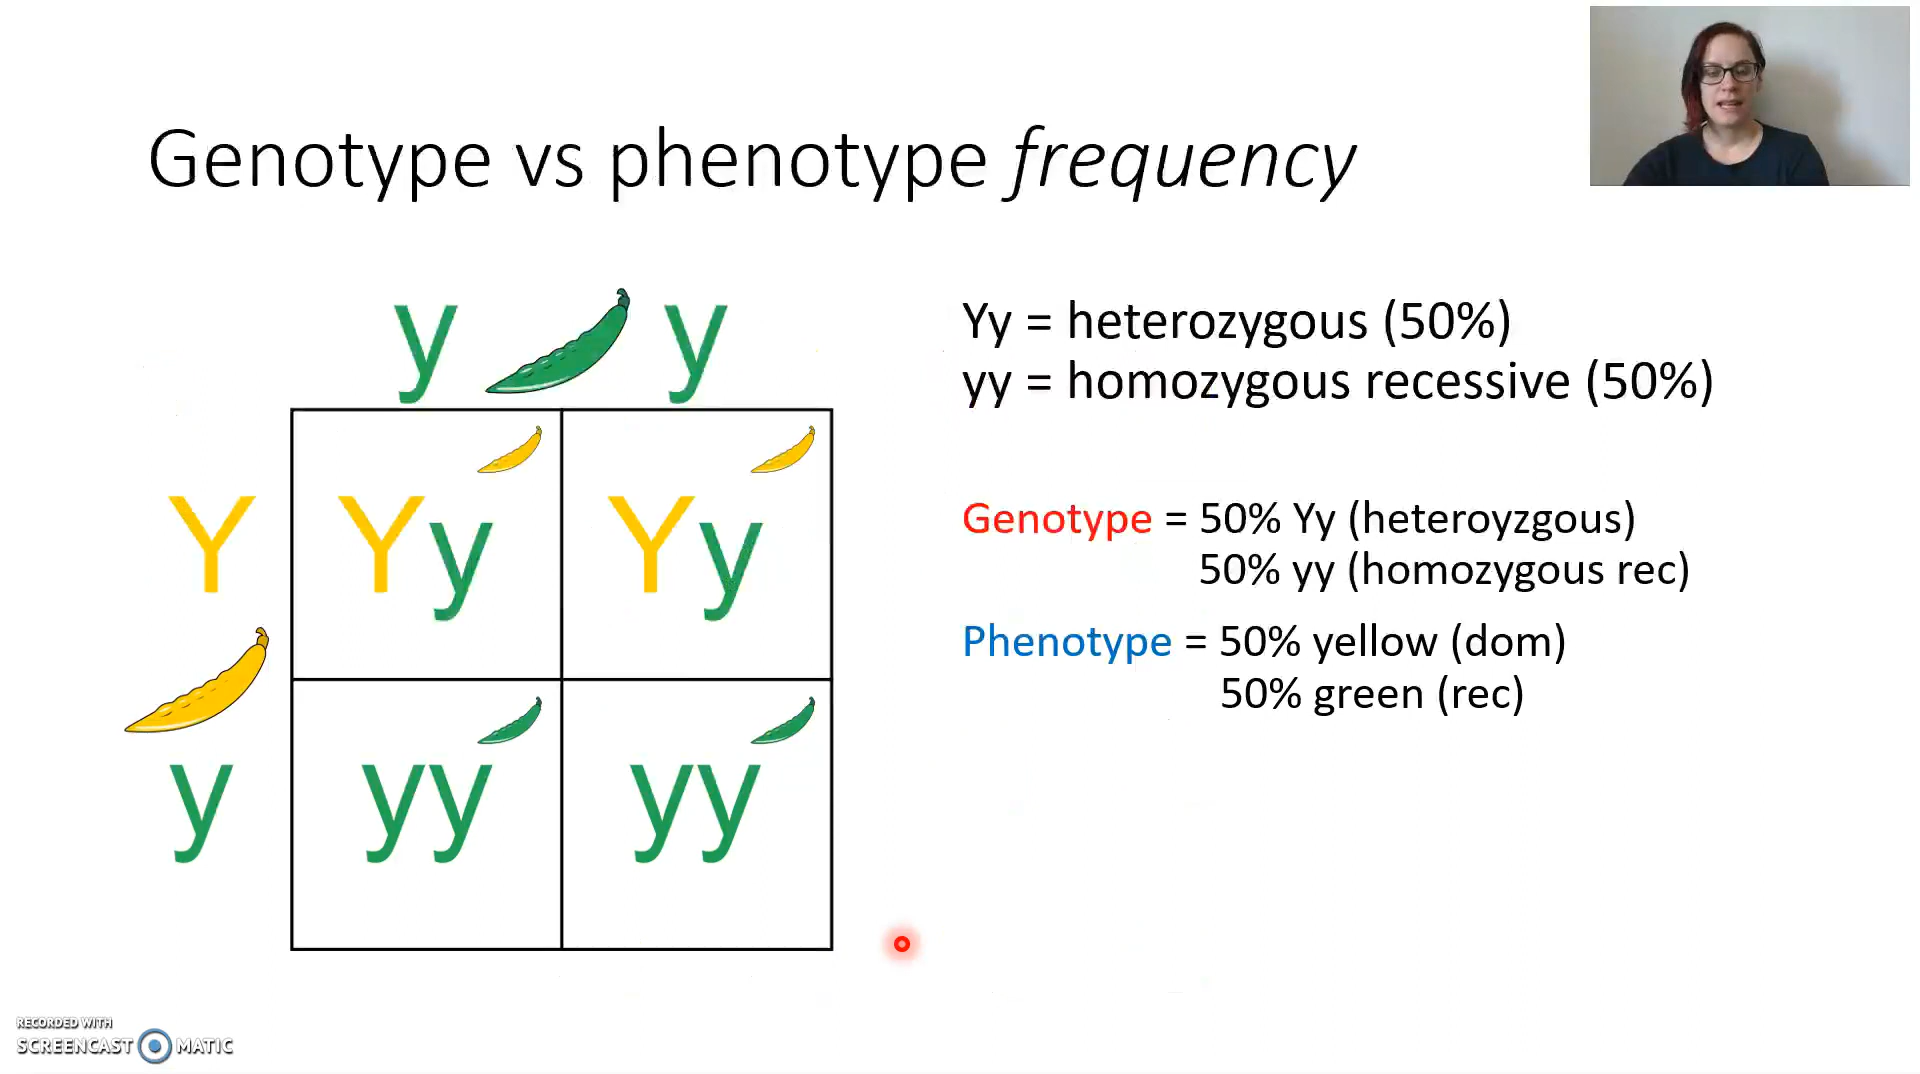 Genotype vs phenotype frequency
y y
Y Yy Yy
y yy yy
Yy = heterozygous (50%)
yy = homozygous recessive (50%)
Genotype = 50% Yy (heteroyzgous)
50% yy (homozygous rec)
Phenotype = 50% yellow (dom)
50% green (rec)
RECORDED WITH
SCREENCAST MATIC